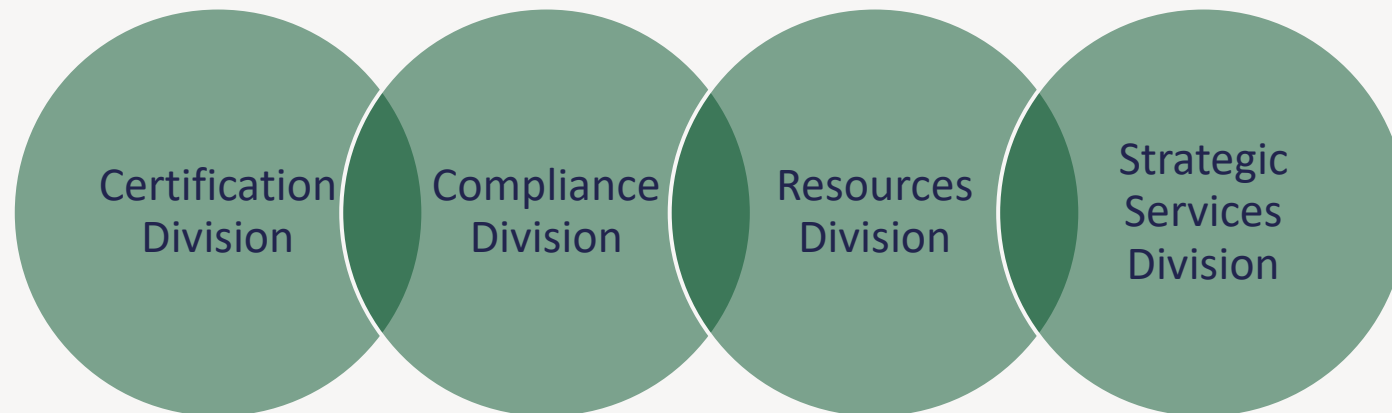 Certification
Division
Compliance
Division
Resources
Division
Strategic
Services
Division